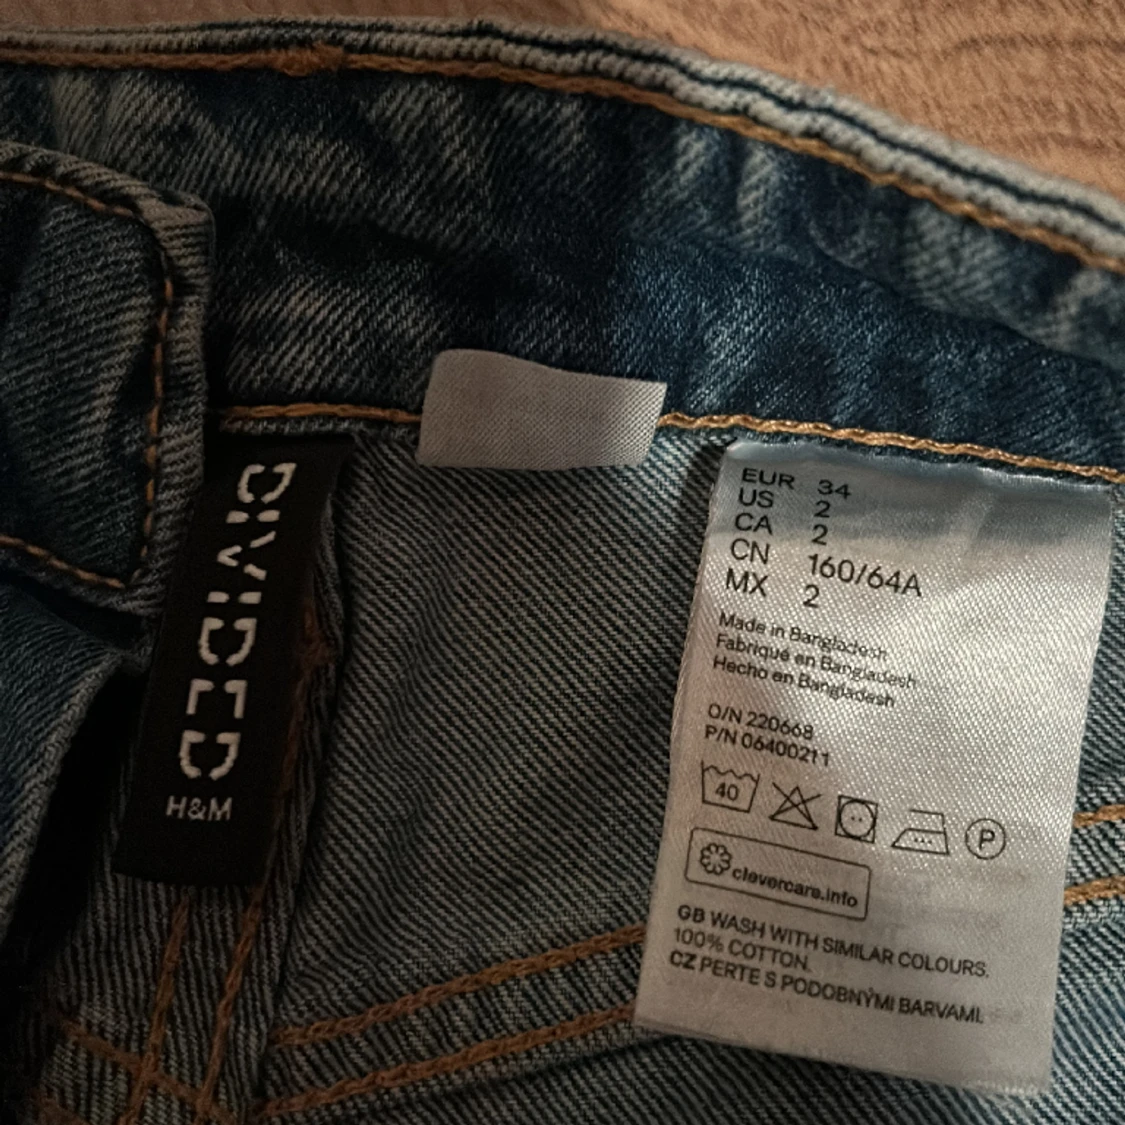 DIVIDED
H&M
EUR 34
US 2
CA 2
CN 160/64A
MX 2
Made in Bangladesh
Fabriqué en Bangladesh
Hecho en Bangladesh
O/N 220668
P/N 06400211
40
P
clevercare.info
GB WASH WITH SIMILAR COLOURS.
100% COTTON.
CZ PERTE S PODOBNÝMI BARVAMI.